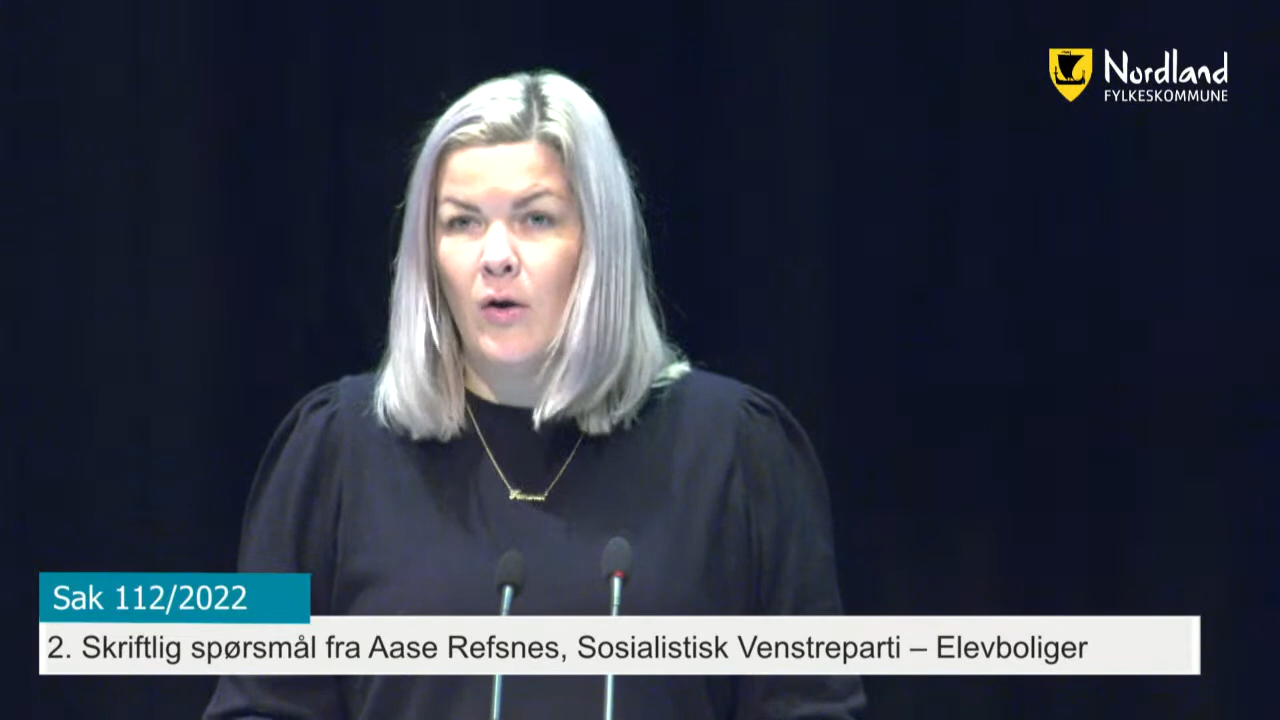 Nordland
FYLKESKOMMUNE
Sak 112/2022
2. Skriftlig spørsmål fra Aase Refsnes, Sosialistisk Venstreparti – Elevboliger